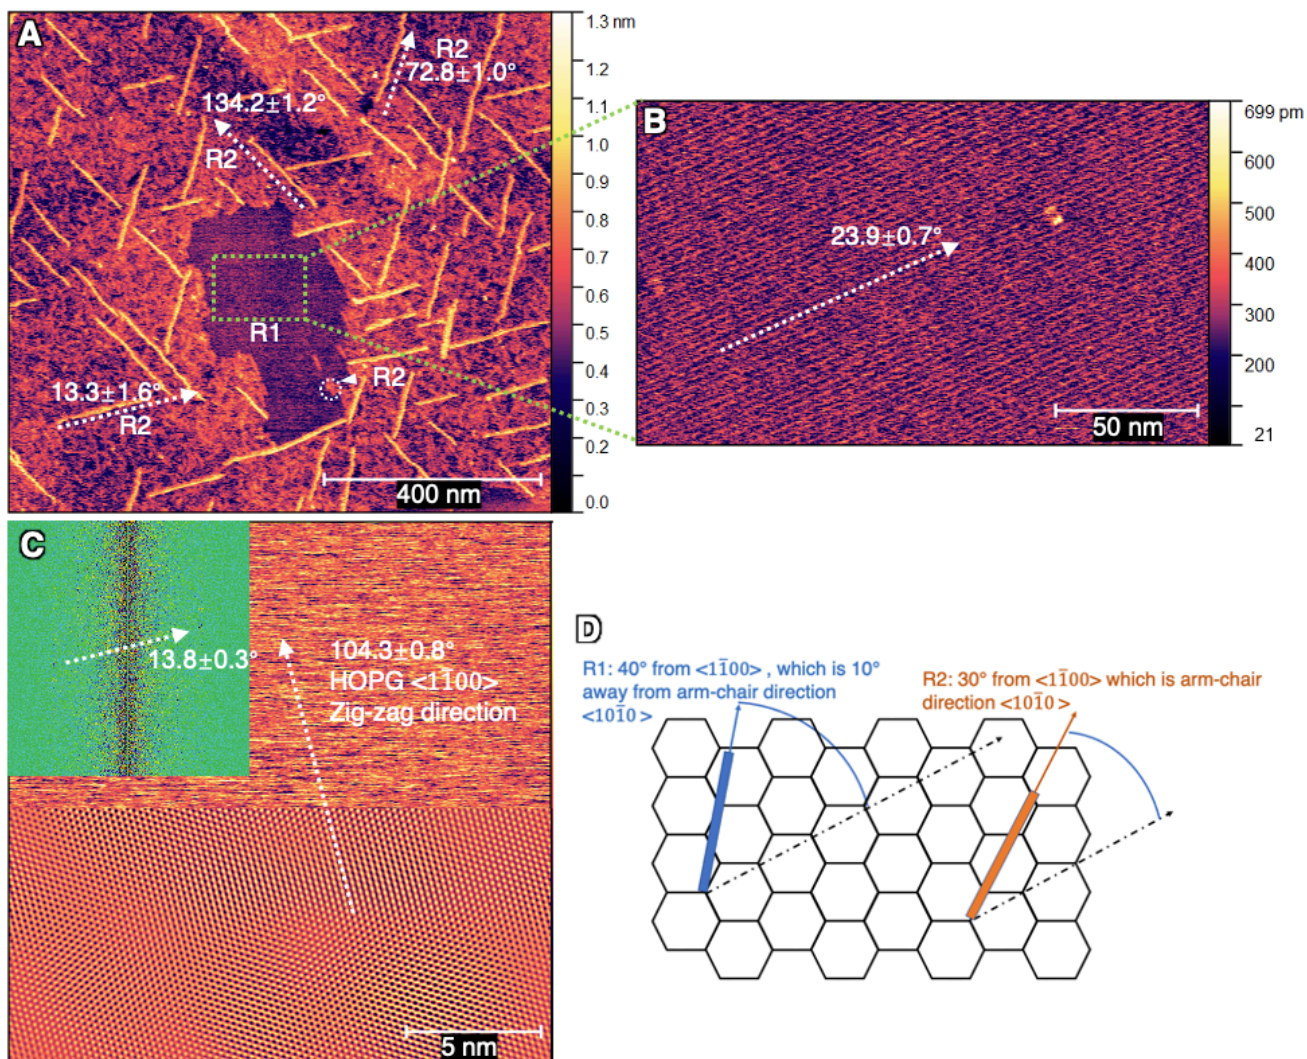 A
R2
72.8±1.0°
134.2±1.2°
R2
R1
R2
13.3±1.6°
R2
400 nm
1.3 nm
1.2
1.1
1.0
0.9
0.8
0.7
0.6
0.5
0.4
0.3
0.2
0.0
B
23.9±0.7°
50 nm
699 pm
600
500
400
300
200
21
C
13.8±0.3°
104.3±0.8°
HOPG <11̅00>
Zig-zag direction
5 nm
D
R1: 40° from <11̅00> , which is 10°
away from arm-chair direction
<101̅0 >
R2: 30° from <11̅00> which is arm-chair
direction <101̅0 >